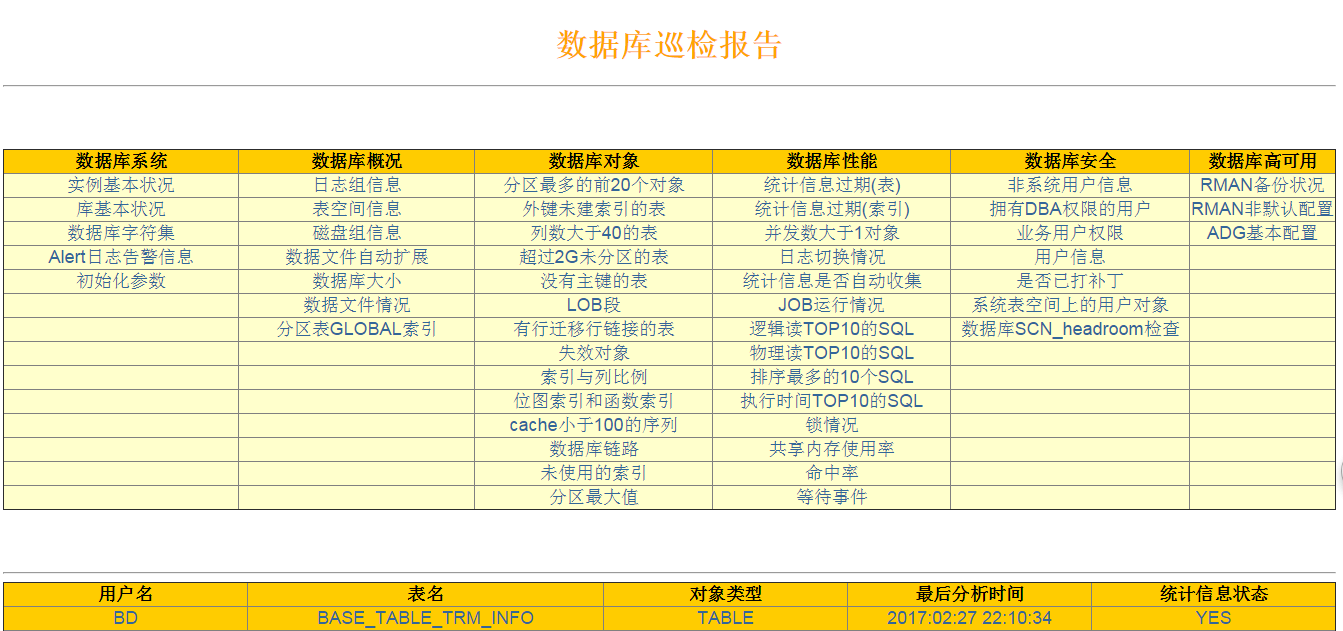 数据库巡检报告
数据库系统 数据库概况 数据库对象 数据库性能 数据库安全 数据库高可用
实例基本状况 日志组信息 分区最多的前20个对象 统计信息过期(表) 非系统用户信息 RMAN备份状况
库基本状况 表空间信息 外键未建索引的表 统计信息过期(索引) 拥有DBA权限的用户 RMAN非默认配置
数据库字符集 磁盘组信息 列数大于40的表 并发数大于1对象 业务用户权限 ADG基本配置
Alert日志告警信息 数据文件自动扩展 超过2G未分区的表 日志切换情况 用户信息
初始化参数 数据库大小 没有主键的表 统计信息是否自动收集 是否已打补丁
数据文件情况 LOB段 JOB运行情况 系统表空间上的用户对象
分区表GLOBAL索引 有行迁移行链接的表 逻辑读TOP10的SQL 数据库SCN_headroom检查
失效对象 物理读TOP10的SQL
索引与列比例 排序最多的10个SQL
位图索引和函数索引 执行时间TOP10的SQL
cache小于100的序列 锁情况
数据库链路 共享内存使用率
未使用的索引 命中率
分区最大值 等待事件
用户名 表名 对象类型 最后分析时间 统计信息状态
BD BASE_TABLE_TRM_INFO TABLE 2017:02:27 22:10:34 YES